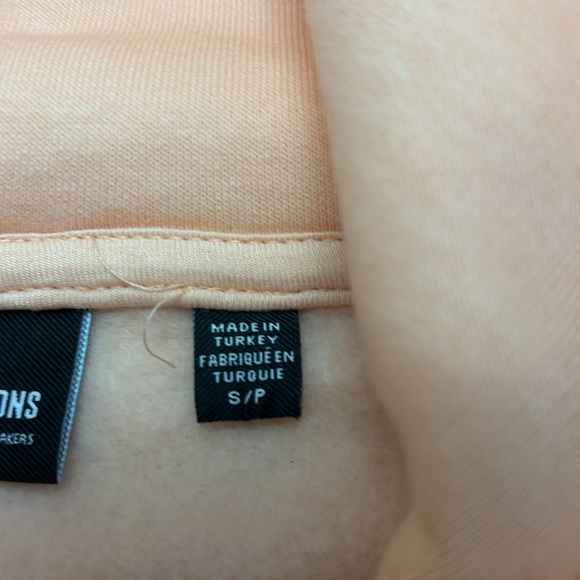 ONS
AKERS
MADE IN
TURKEY
FABRIQUÉ EN
TURQUIE
S/P